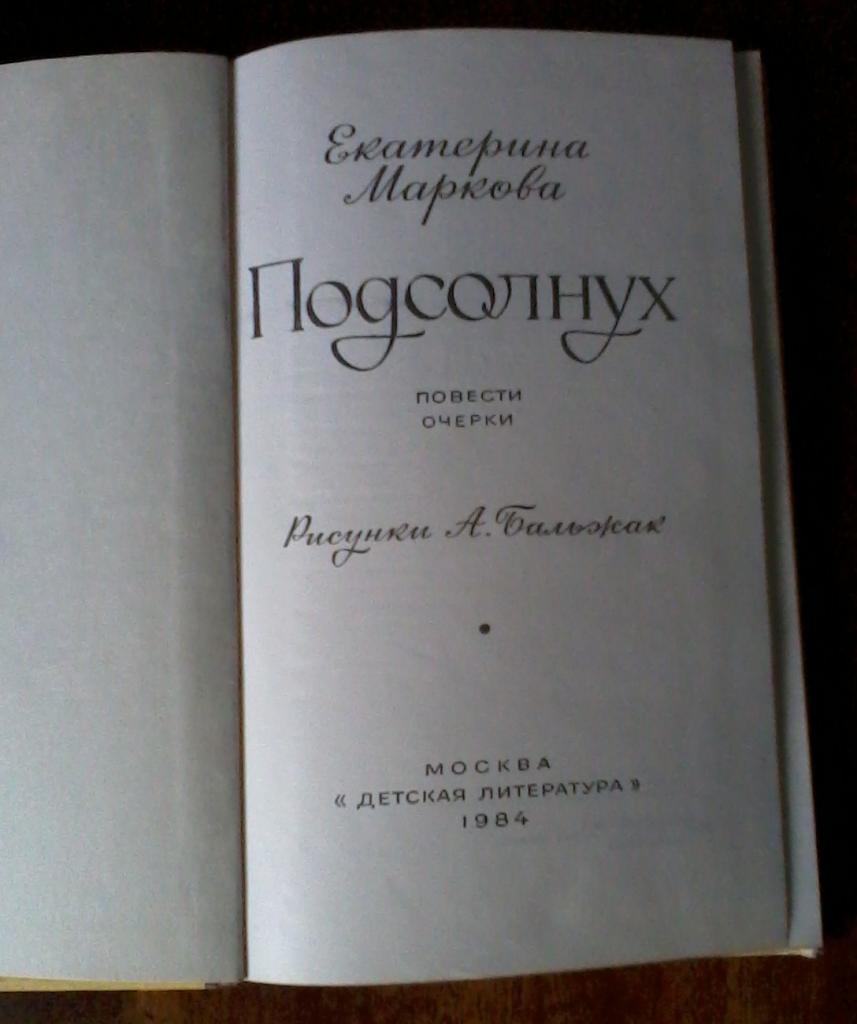 Екатерина
Маркова
Подсолнух
ПОВЕСТИ
ОЧЕРКИ
Рисунки А. Бальжак
МОСКВА
« ДЕТСКАЯ ЛИТЕРАТУРА »
1984